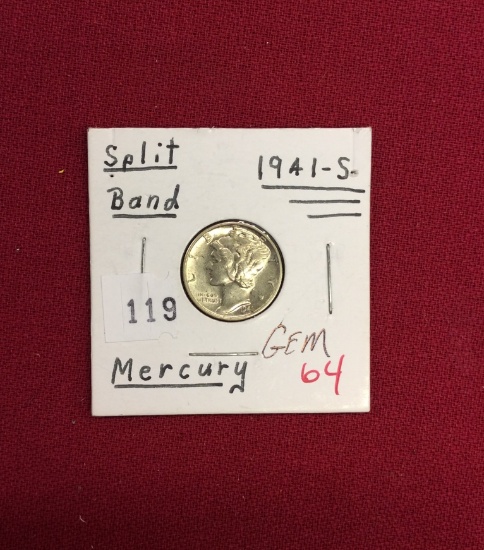 Split
Band
1941-S
119
Mercury
GEM
64